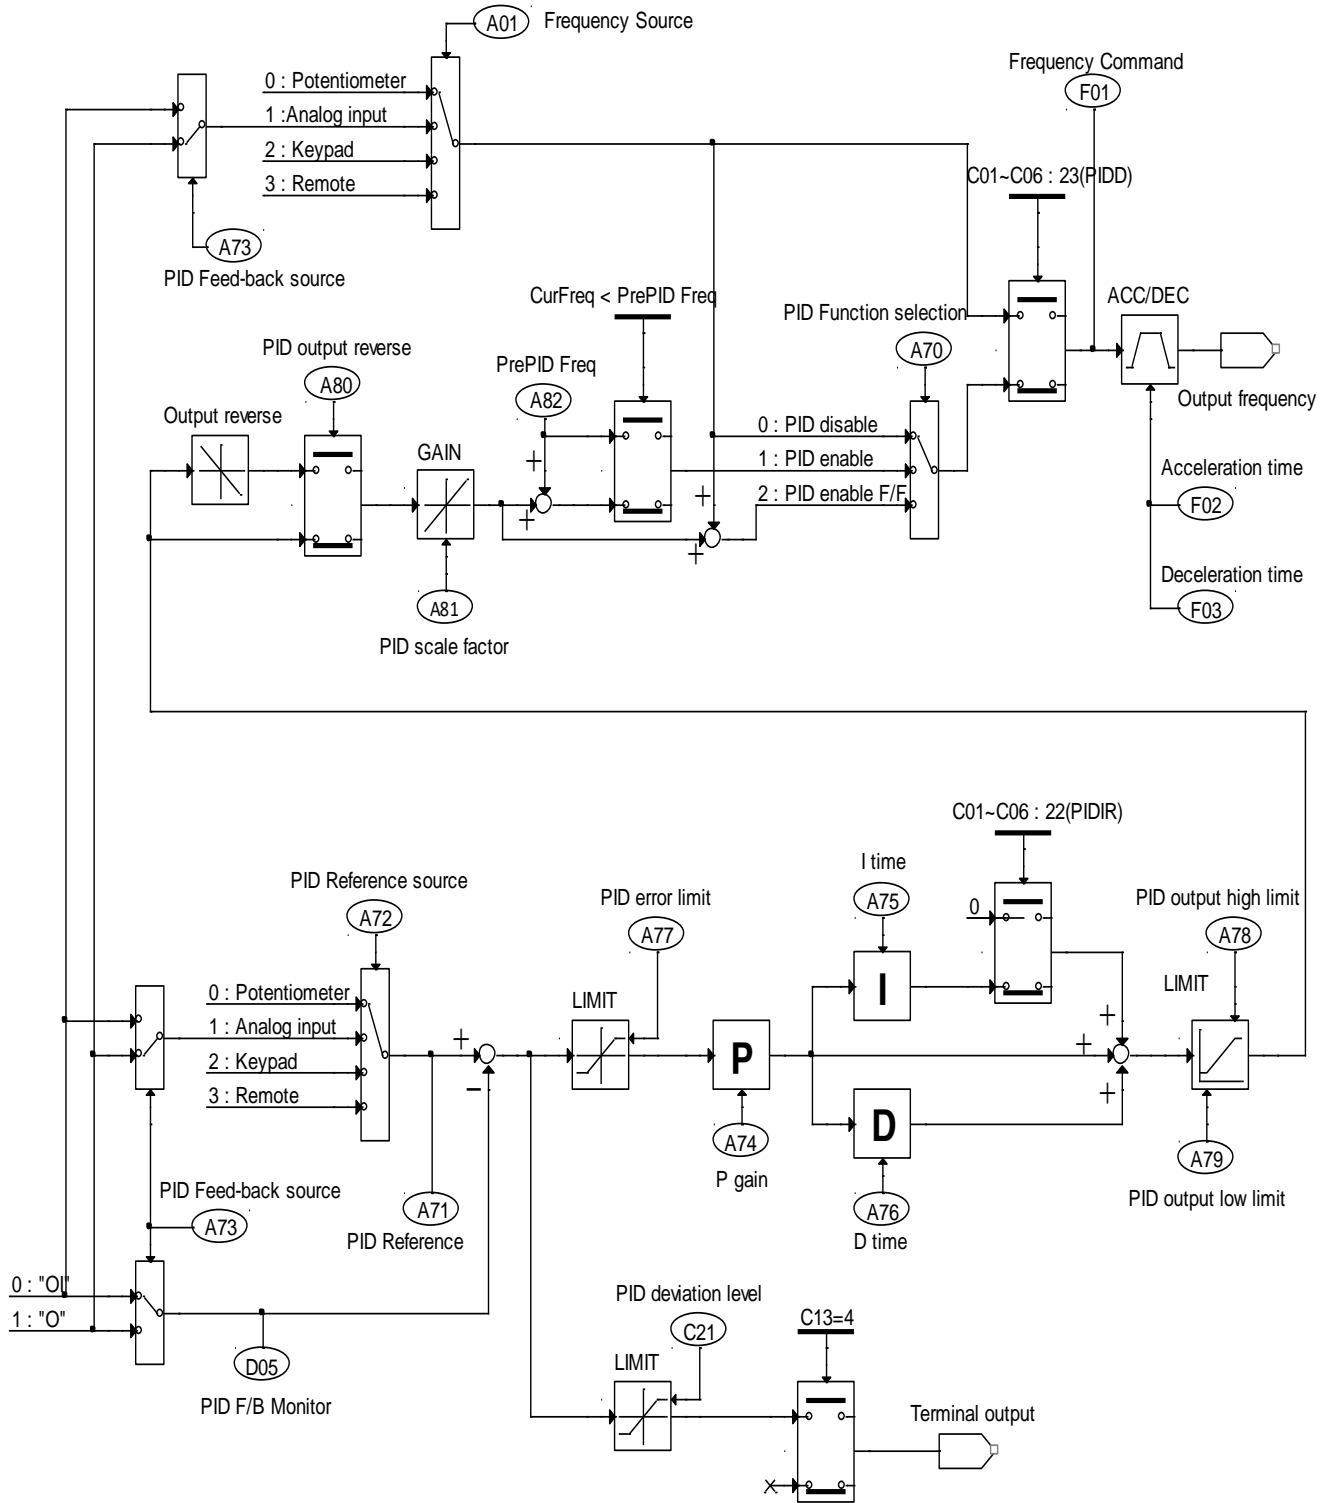 A01 Frequency Source
Frequency Command
F01
0 : Potentiometer
1 :Analog input
2 : Keypad
3 : Remote
C01~C06 : 23(PIDD)
A73
PID Feed-back source
CurFreq < PrePID Freq
PID Function selection
ACC/DEC
PID output reverse
A80
PrePID Freq
A82
A70
Output frequency
Output reverse
GAIN
0 : PID disable
1 : PID enable
2 : PID enable F/F
+
+
+
+
Acceleration time
F02
Deceleration time
F03
A81
PID scale factor
C01~C06 : 22(PIDIR)
I time
A75
PID Reference source
A72
PID error limit
A77
PID output high limit
A78
0
I
LIMIT
LIMIT
0 : Potentiometer
1 : Analog input
2 : Keypad
3 : Remote
+
−
P
+
+
+
D
A74
P gain
A76
D time
A79
PID output low limit
PID Feed-back source
A73
A71
PID Reference
0 : "OI"
1 : "O"
D05
PID F/B Monitor
PID deviation level
C21
C13=4
LIMIT
Terminal output